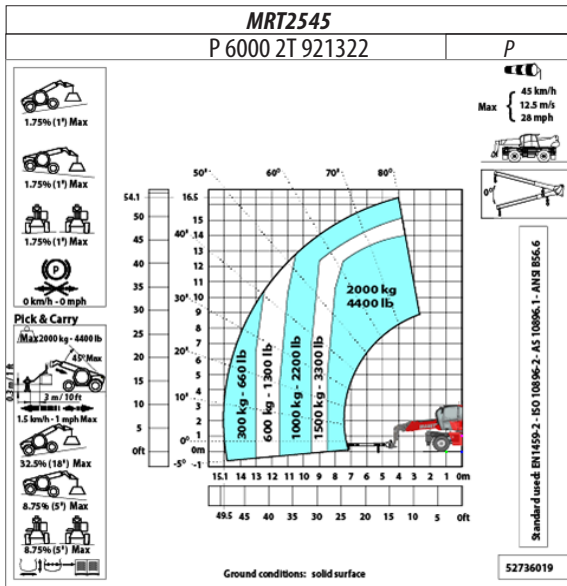 MRT2545
P 6000 2T 921322 P
1.75% (1°) Max
1.75% (1°) Max
1.75% (1°) Max
P
0 km/h - 0 mph
Pick & Carry
Max 2000 kg - 4400 lb
45° Max
0.3 m / 1 ft
3 m / 10 ft
1.5 km/h - 1 mph Max
32.5% (18°) Max
8.75% (5°) Max
8.75% (5°) Max
Max
45 km/h
12.5 m/s
28 mph
0°
50° 60° 70° 80°
40°
30°
20°
10°
0°
-5°
54.1
50
45
40
35
30
25
20
15
10
5
0ft
16.5
15
14
13
12
11
10
9
8
7
6
5
4
3
2
1
0m
-1
2000 kg
4400 lb
300 kg - 660 lb
600 kg - 1300 lb
1000 kg - 2200 lb
1500 kg - 3300 lb
15.1 14 13 12 11 10 9 8 7 6 5 4 3 2 1 0m
49.5 45 40 35 30 25 20 15 10 5 0ft
Standard used: EN1459-2 - ISO 10896-2 - AS 10896.1 - ANSI B56.6
Ground conditions: solid surface
52736019